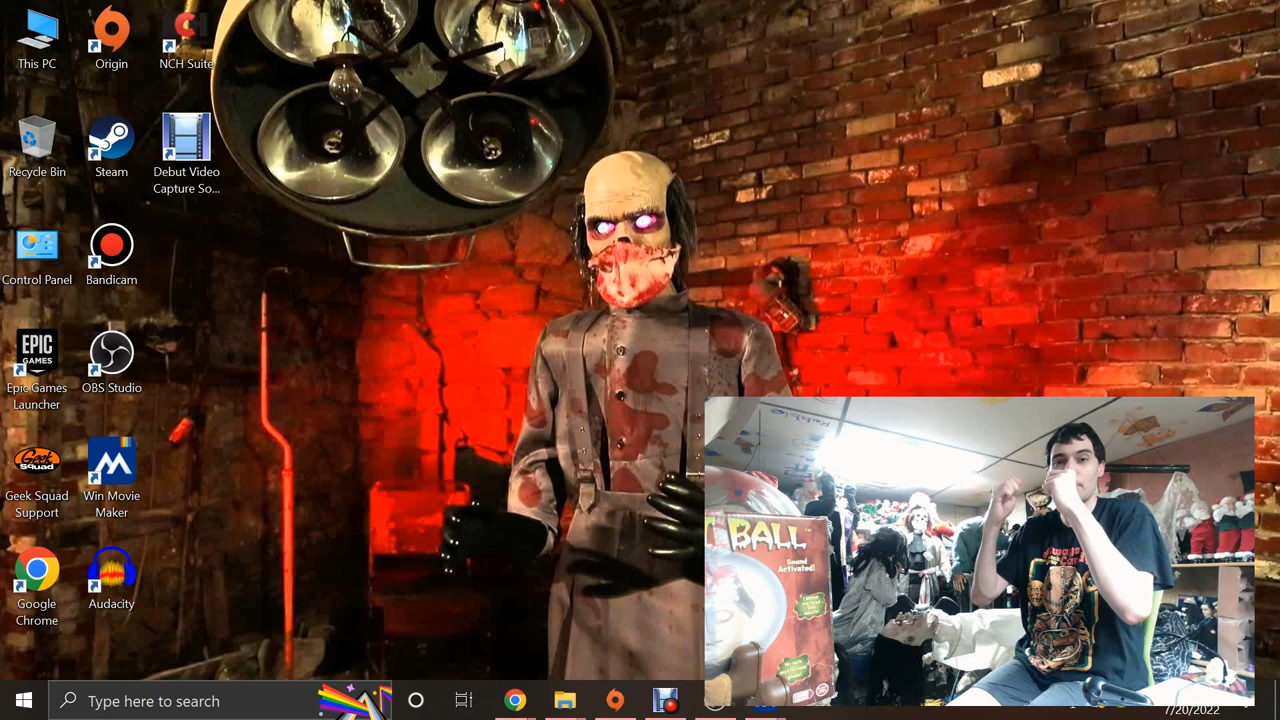 This PC
Origin
NCH Suite
Recycle Bin
Steam
Debut Video
Capture So...
Control Panel
Bandicam
EPIC
GAMES
Epic Games
Launcher
OBS Studio
Geek
SQUAD
Geek Squad
Support
Win Movie
Maker
Google
Chrome
Audacity
BALL
Sound
Activated!
Type here to search
7/20/2022